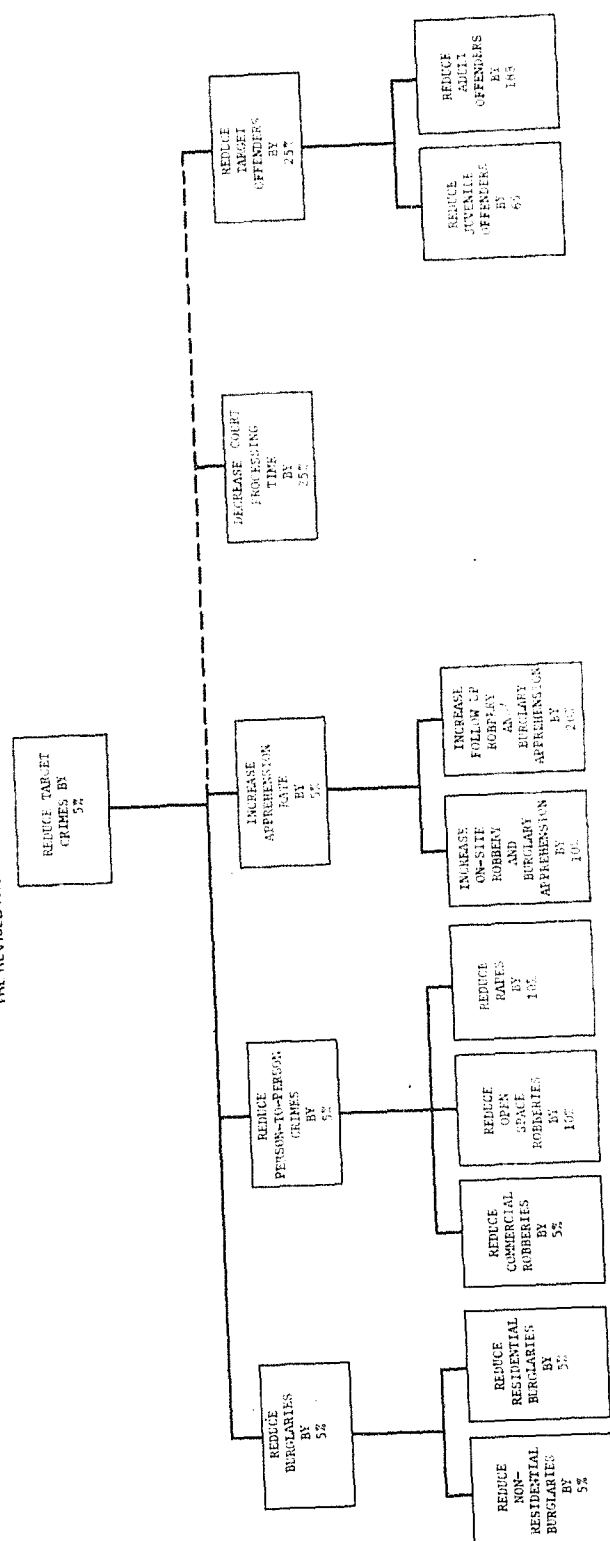 REDUCE TARGET
CRIMES BY
5%
REDUCE
BURGLARIES
BY
5%
REDUCE
PERSON-TO-PERSON
CRIMES
BY
5%
INCREASE
APPREHENSION
RATE
BY
5%
DECREASE COURT
PROCESSING
TIME
BY
25%
REDUCE
TARGET
OFFENDERS
BY
25%
REDUCE
NON-
RESIDENTIAL
BURGLARIES
BY
5%
REDUCE
RESIDENTIAL
BURGLARIES
BY
5%
REDUCE
COMMERCIAL
ROBBERIES
BY
5%
REDUCE
OPEN
SPACE
ROBBERIES
BY
10%
REDUCE
RAPES
BY
10%
INCREASE
ON-SITE
ROBBERY
AND
BURGLARY
APPREHENSION
BY
10%
INCREASE
FOLLOW UP
ROBBERY
AND
BURGLARY
APPREHENSION
BY
20%
REDUCE
JUVENILE
OFFENDERS
BY
6%
REDUCE
ADULT
OFFENDERS
BY
18%